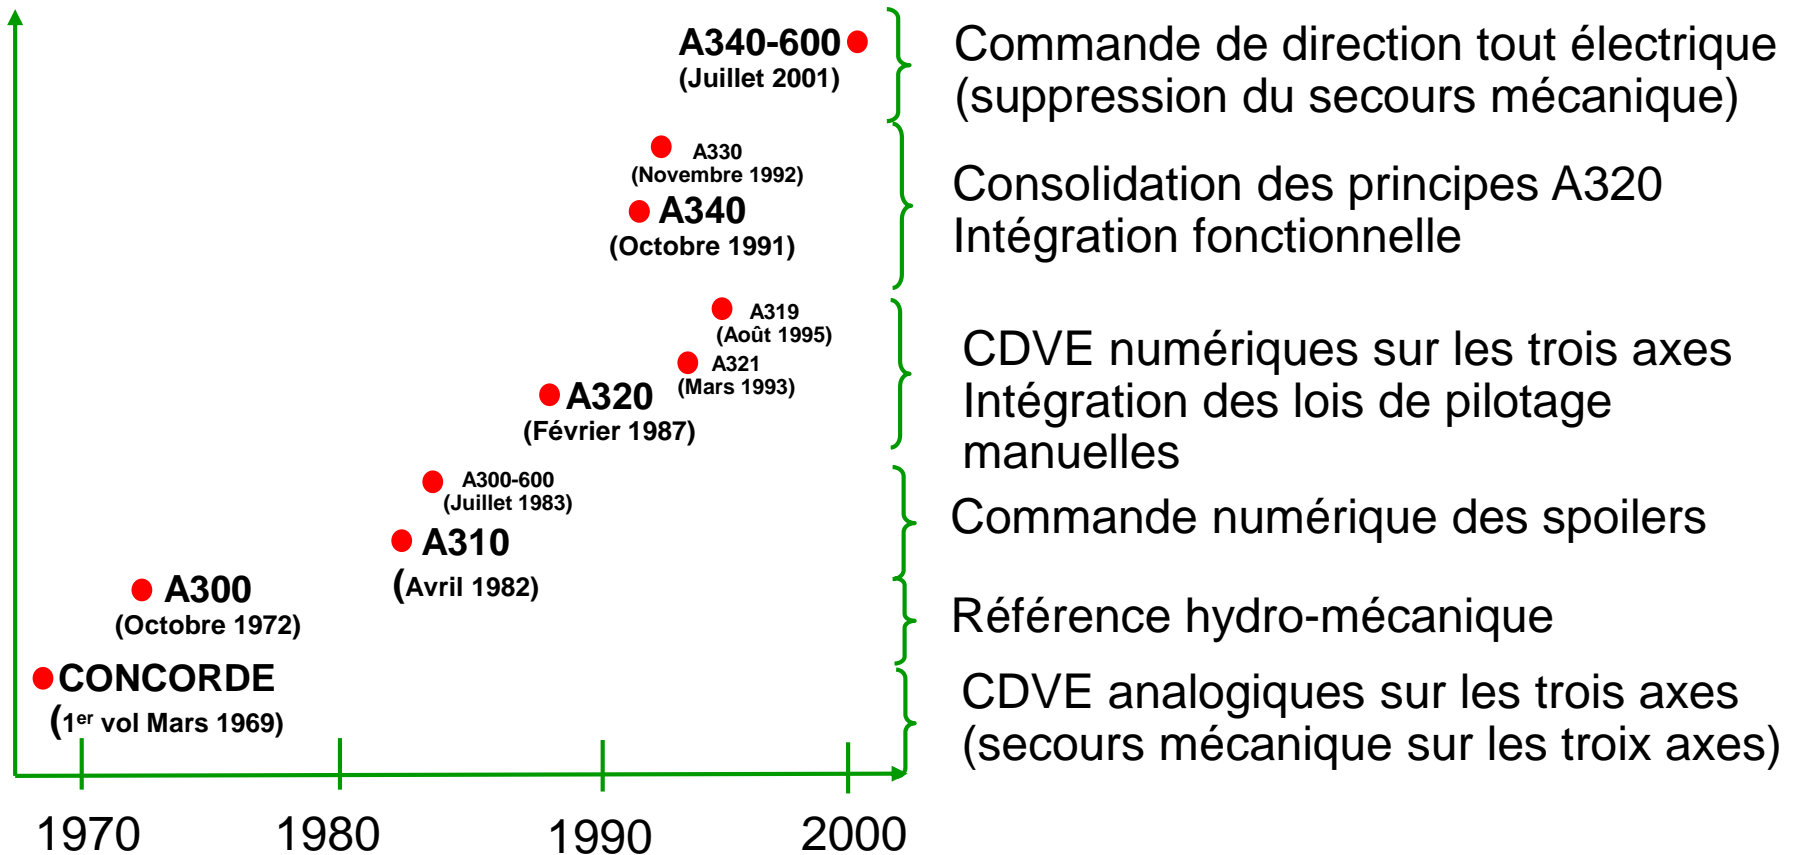 A340-600
(Juillet 2001)
Commande de direction tout électrique
(suppression du secours mécanique)
A330
(Novembre 1992)
A340
(Octobre 1991)
Consolidation des principes A320
Intégration fonctionnelle
A319
(Août 1995)
A321
(Mars 1993)
A320
(Février 1987)
CDVE numériques sur les trois axes
Intégration des lois de pilotage
manuelles
A300-600
(Juillet 1983)
A310
(Avril 1982)
Commande numérique des spoilers
A300
(Octobre 1972)
Référence hydro-mécanique
CONCORDE
(1er vol Mars 1969)
CDVE analogiques sur les trois axes
(secours mécanique sur les troix axes)
1970 1980 1990 2000